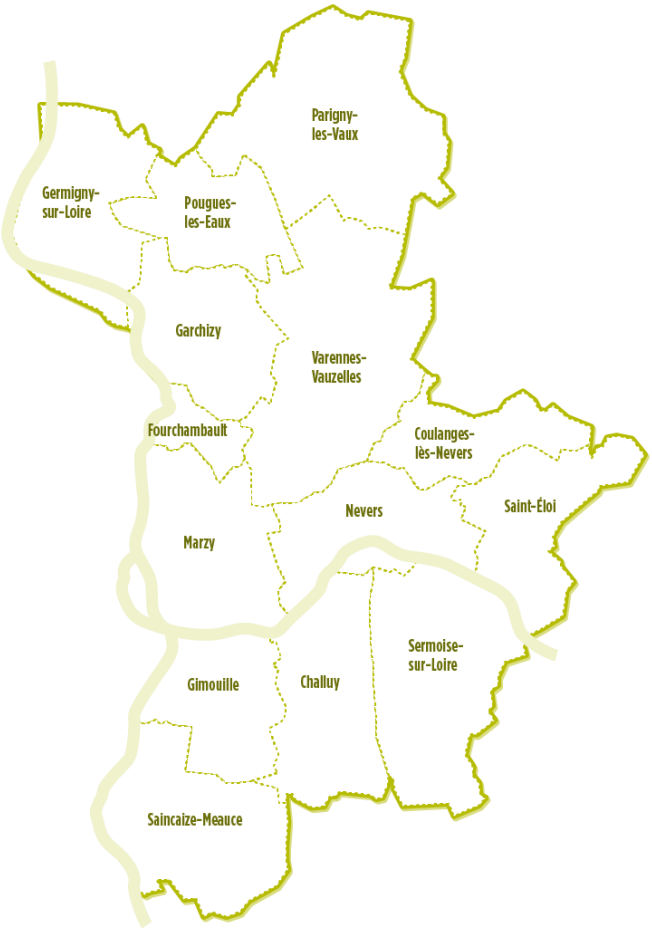 Parigny-
les-Vaux
Germigny-
sur-Loire
Pougues-
les-Eaux
Garchizy
Varennes-
Vauzelles
Fourchambault
Coulanges-
lès-Nevers
Nevers
Saint-Éloi
Marzy
Sermoise-
sur-Loire
Gimouille
Challuy
Saincaize-Meauce